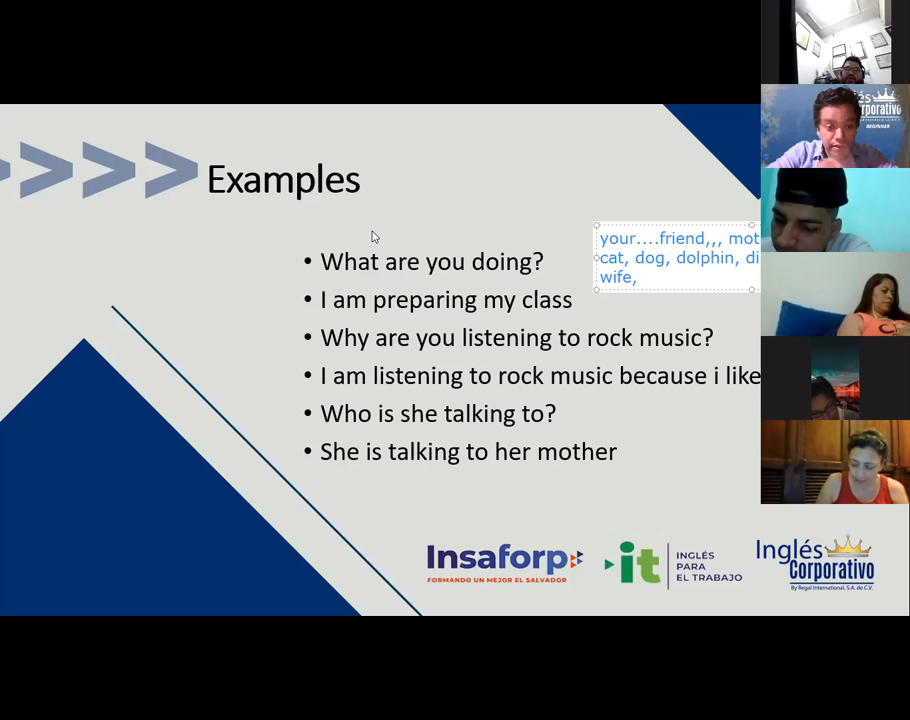 Examples
your....friend,,, mot
cat, dog, dolphin, di
wife,
• What are you doing?
• I am preparing my class
• Why are you listening to rock music?
• I am listening to rock music because i like
• Who is she talking to?
• She is talking to her mother
Insaforp
FORMANDO UN MEJOR EL SALVADOR
it
INGLÉS
PARA
EL TRABAJO
Inglés
Corporativo
By Regal International, S.A. de C.V.
és
rporativo
BEGINNER